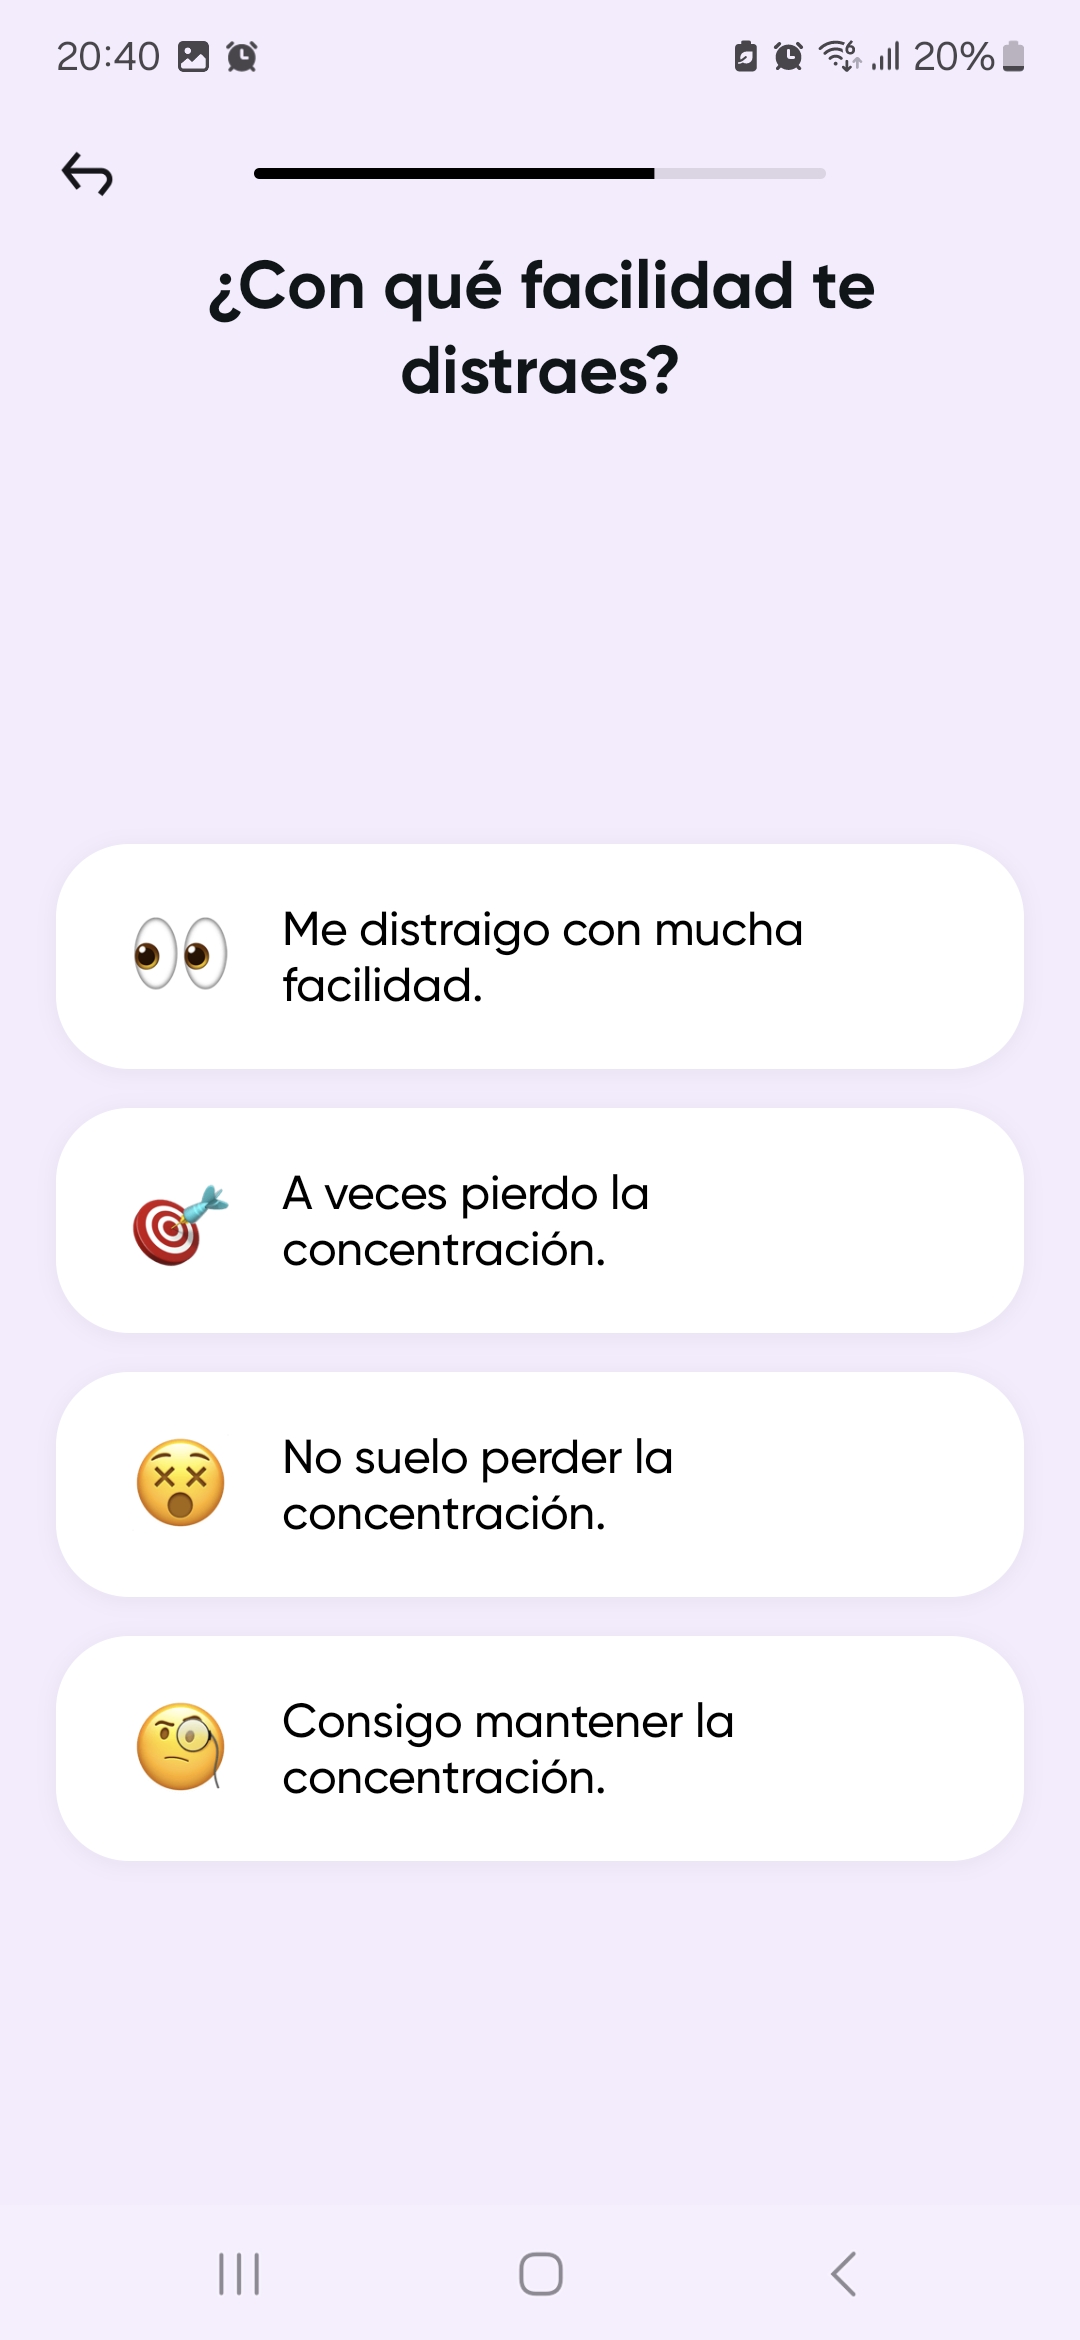 20:40 20%
¿Con qué facilidad te
distraes?
Me distraigo con mucha
facilidad.
A veces pierdo la
concentración.
No suelo perder la
concentración.
Consigo mantener la
concentración.